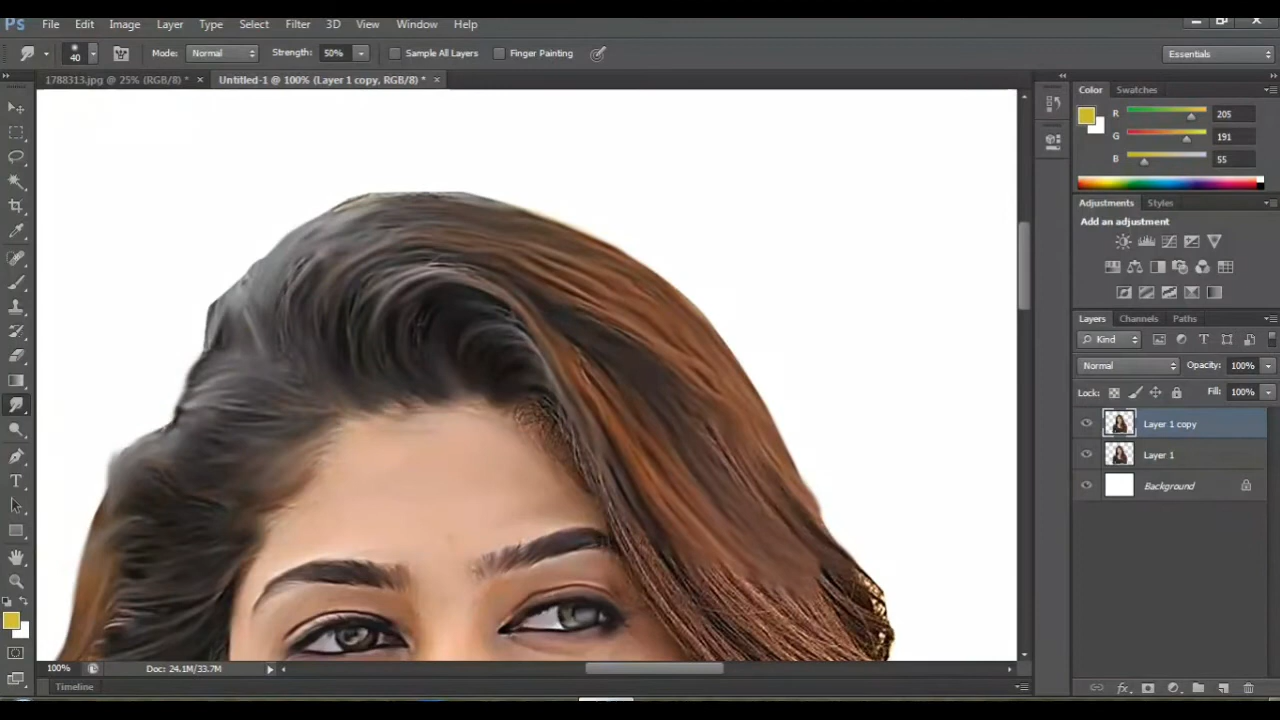 Ps File Edit Image Layer Type Select Filter 3D View Window Help
40 Mode: Normal Strength: 50% Sample All Layers Finger Painting Essentials
1788313.jpg @ 25% (RGB/8) * × Untitled-1 @ 100% (Layer 1 copy, RGB/8) * ×
Color Swatches
R 205
G 191
B 55
Adjustments Styles
Add an adjustment
Layers Channels Paths
Kind
Normal Opacity: 100%
Lock: Fill: 100%
Layer 1 copy
Layer 1
Background
100% Doc: 24.1M/33.7M
Timeline